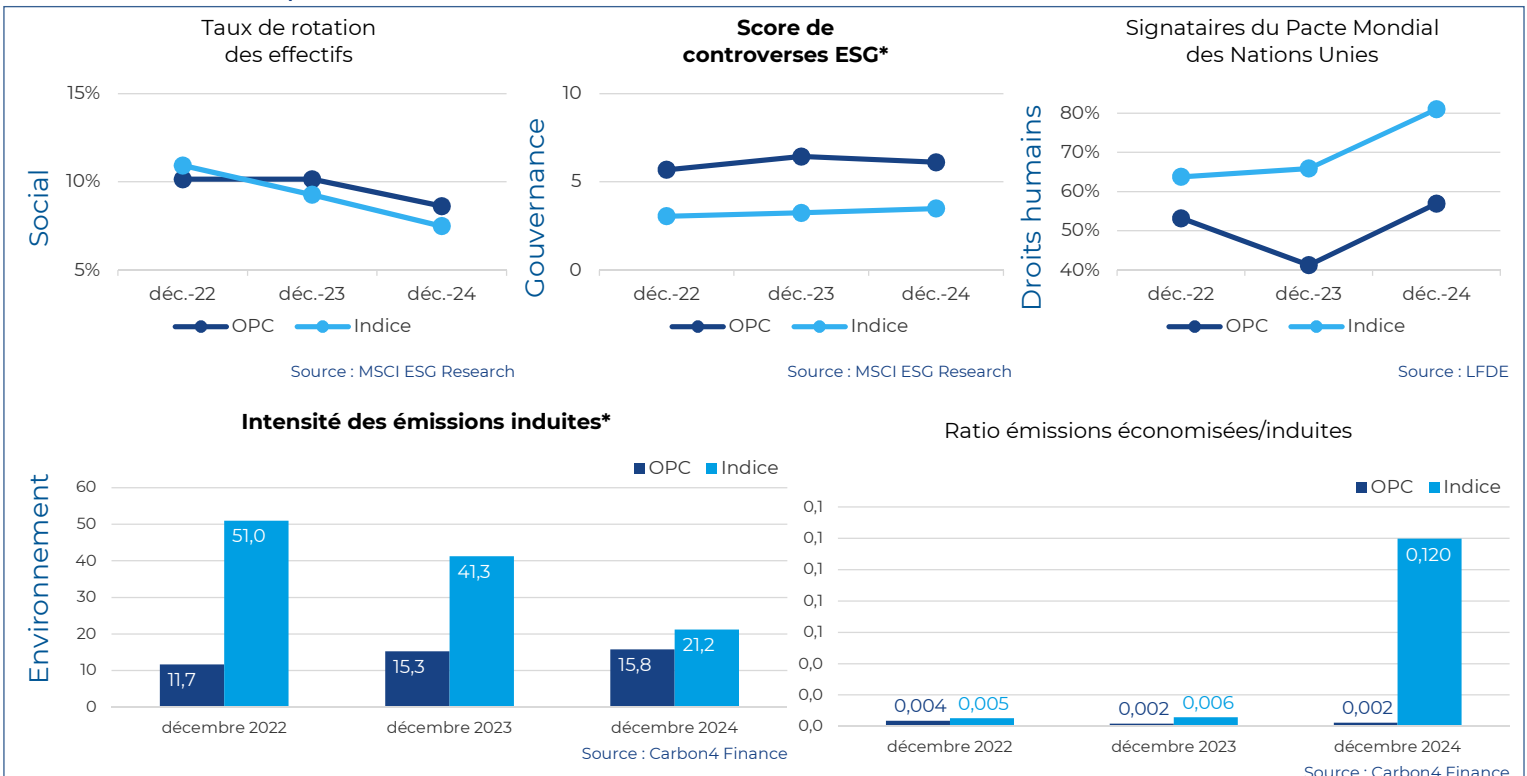 Taux de rotation
des effectifs
Social
15%
10%
5%
déc.-22 déc.-23 déc.-24
OPC Indice
Source : MSCI ESG Research
Score de
controverses ESG*
Gouvernance
10
5
0
déc.-22 déc.-23 déc.-24
OPC Indice
Source : MSCI ESG Research
Signataires du Pacte Mondial
des Nations Unies
Droits humains
80%
70%
60%
50%
40%
déc.-22 déc.-23 déc.-24
OPC Indice
Source : LFDE
Intensité des émissions induites*
Environnement
OPC Indice
60
50
40
30
20
10
0
11,7 51,0
15,3 41,3
15,8 21,2
décembre 2022 décembre 2023 décembre 2024
Source : Carbon4 Finance
Ratio émissions économisées/induites
OPC Indice
0,1
0,1
0,1
0,1
0,1
0,0
0,0
0,0
0,004 0,005
0,002 0,006
0,002 0,120
décembre 2022 décembre 2023 décembre 2024
Source : Carbon4 Finance